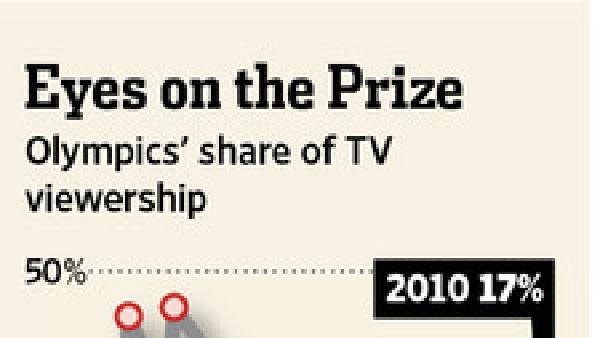 Eyes on the Prize
Olympics’ share of TV
viewership
50%
2010 17%